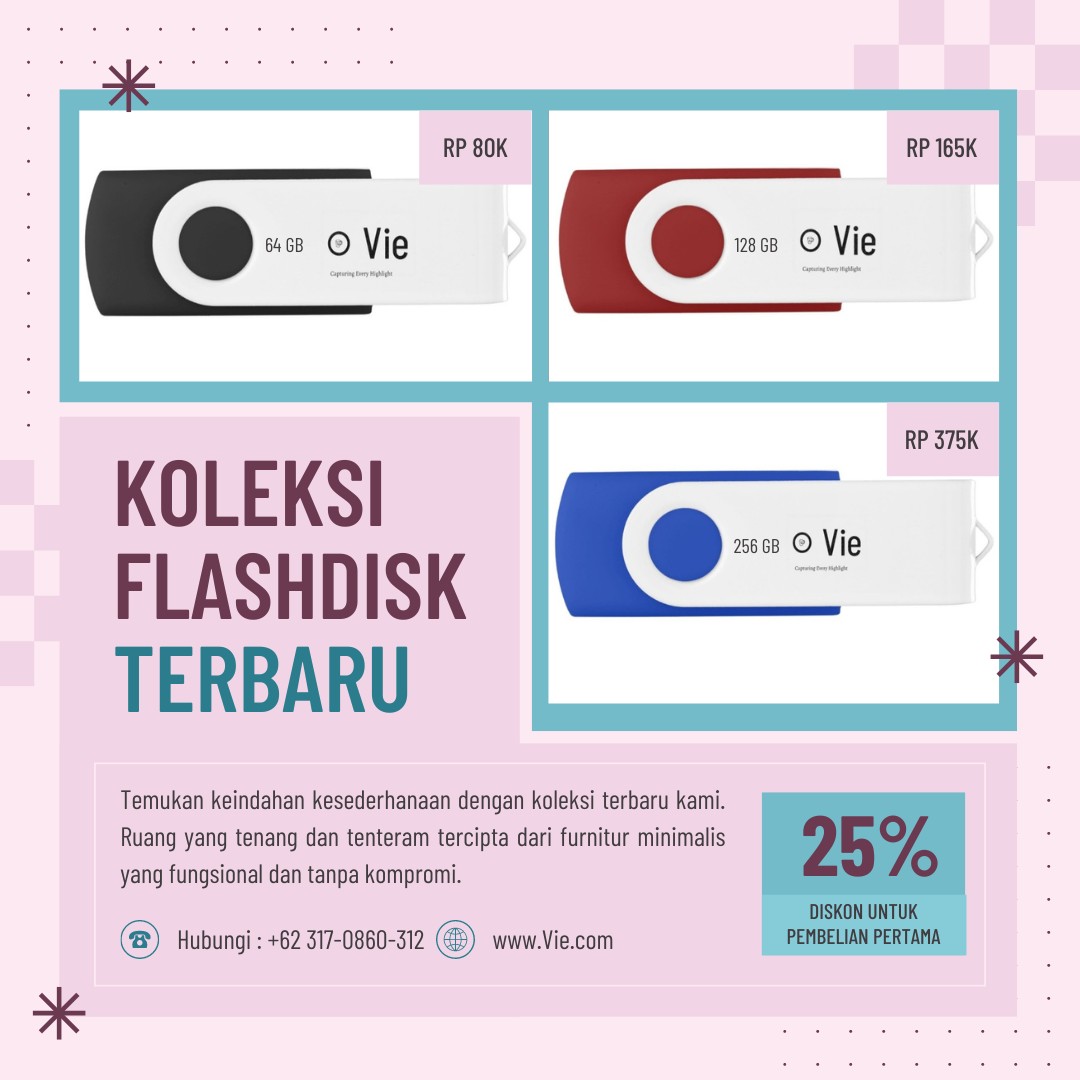 RP 80K
64 GB
Vie
Capturing Every Highlight
RP 165K
128 GB
Vie
Capturing Every Highlight
RP 375K
256 GB
Vie
Capturing Every Highlight
KOLEKSI
FLASHDISK
TERBARU
Temukan keindahan kesederhanaan dengan koleksi terbaru kami.
Ruang yang tenang dan tenteram tercipta dari furnitur minimalis
yang fungsional dan tanpa kompromi.
Hubungi : +62 317-0860-312
www.Vie.com
25%
DISKON UNTUK
PEMBELIAN PERTAMA